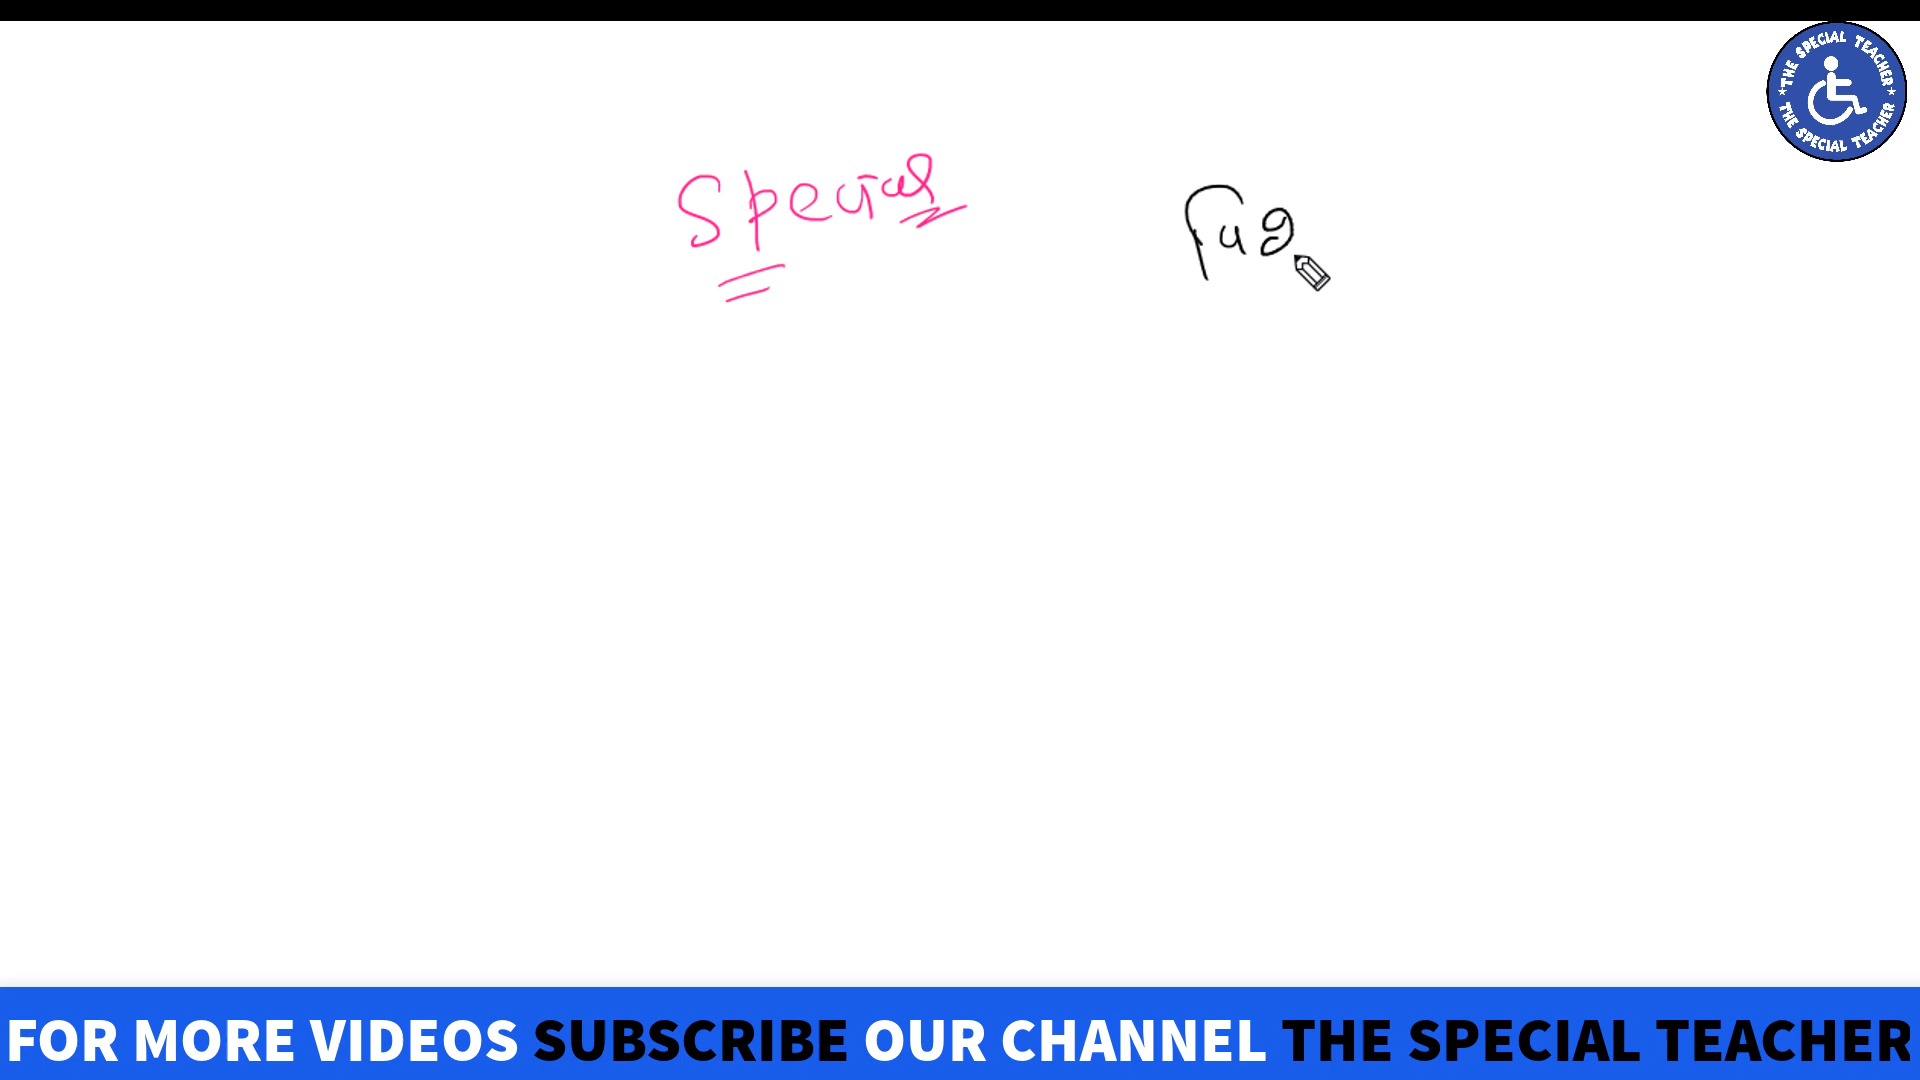 THE SPECIAL TEACHER
THE SPECIAL TEACHER
Special
FOR MORE VIDEOS SUBSCRIBE OUR CHANNEL THE SPECIAL TEACHER